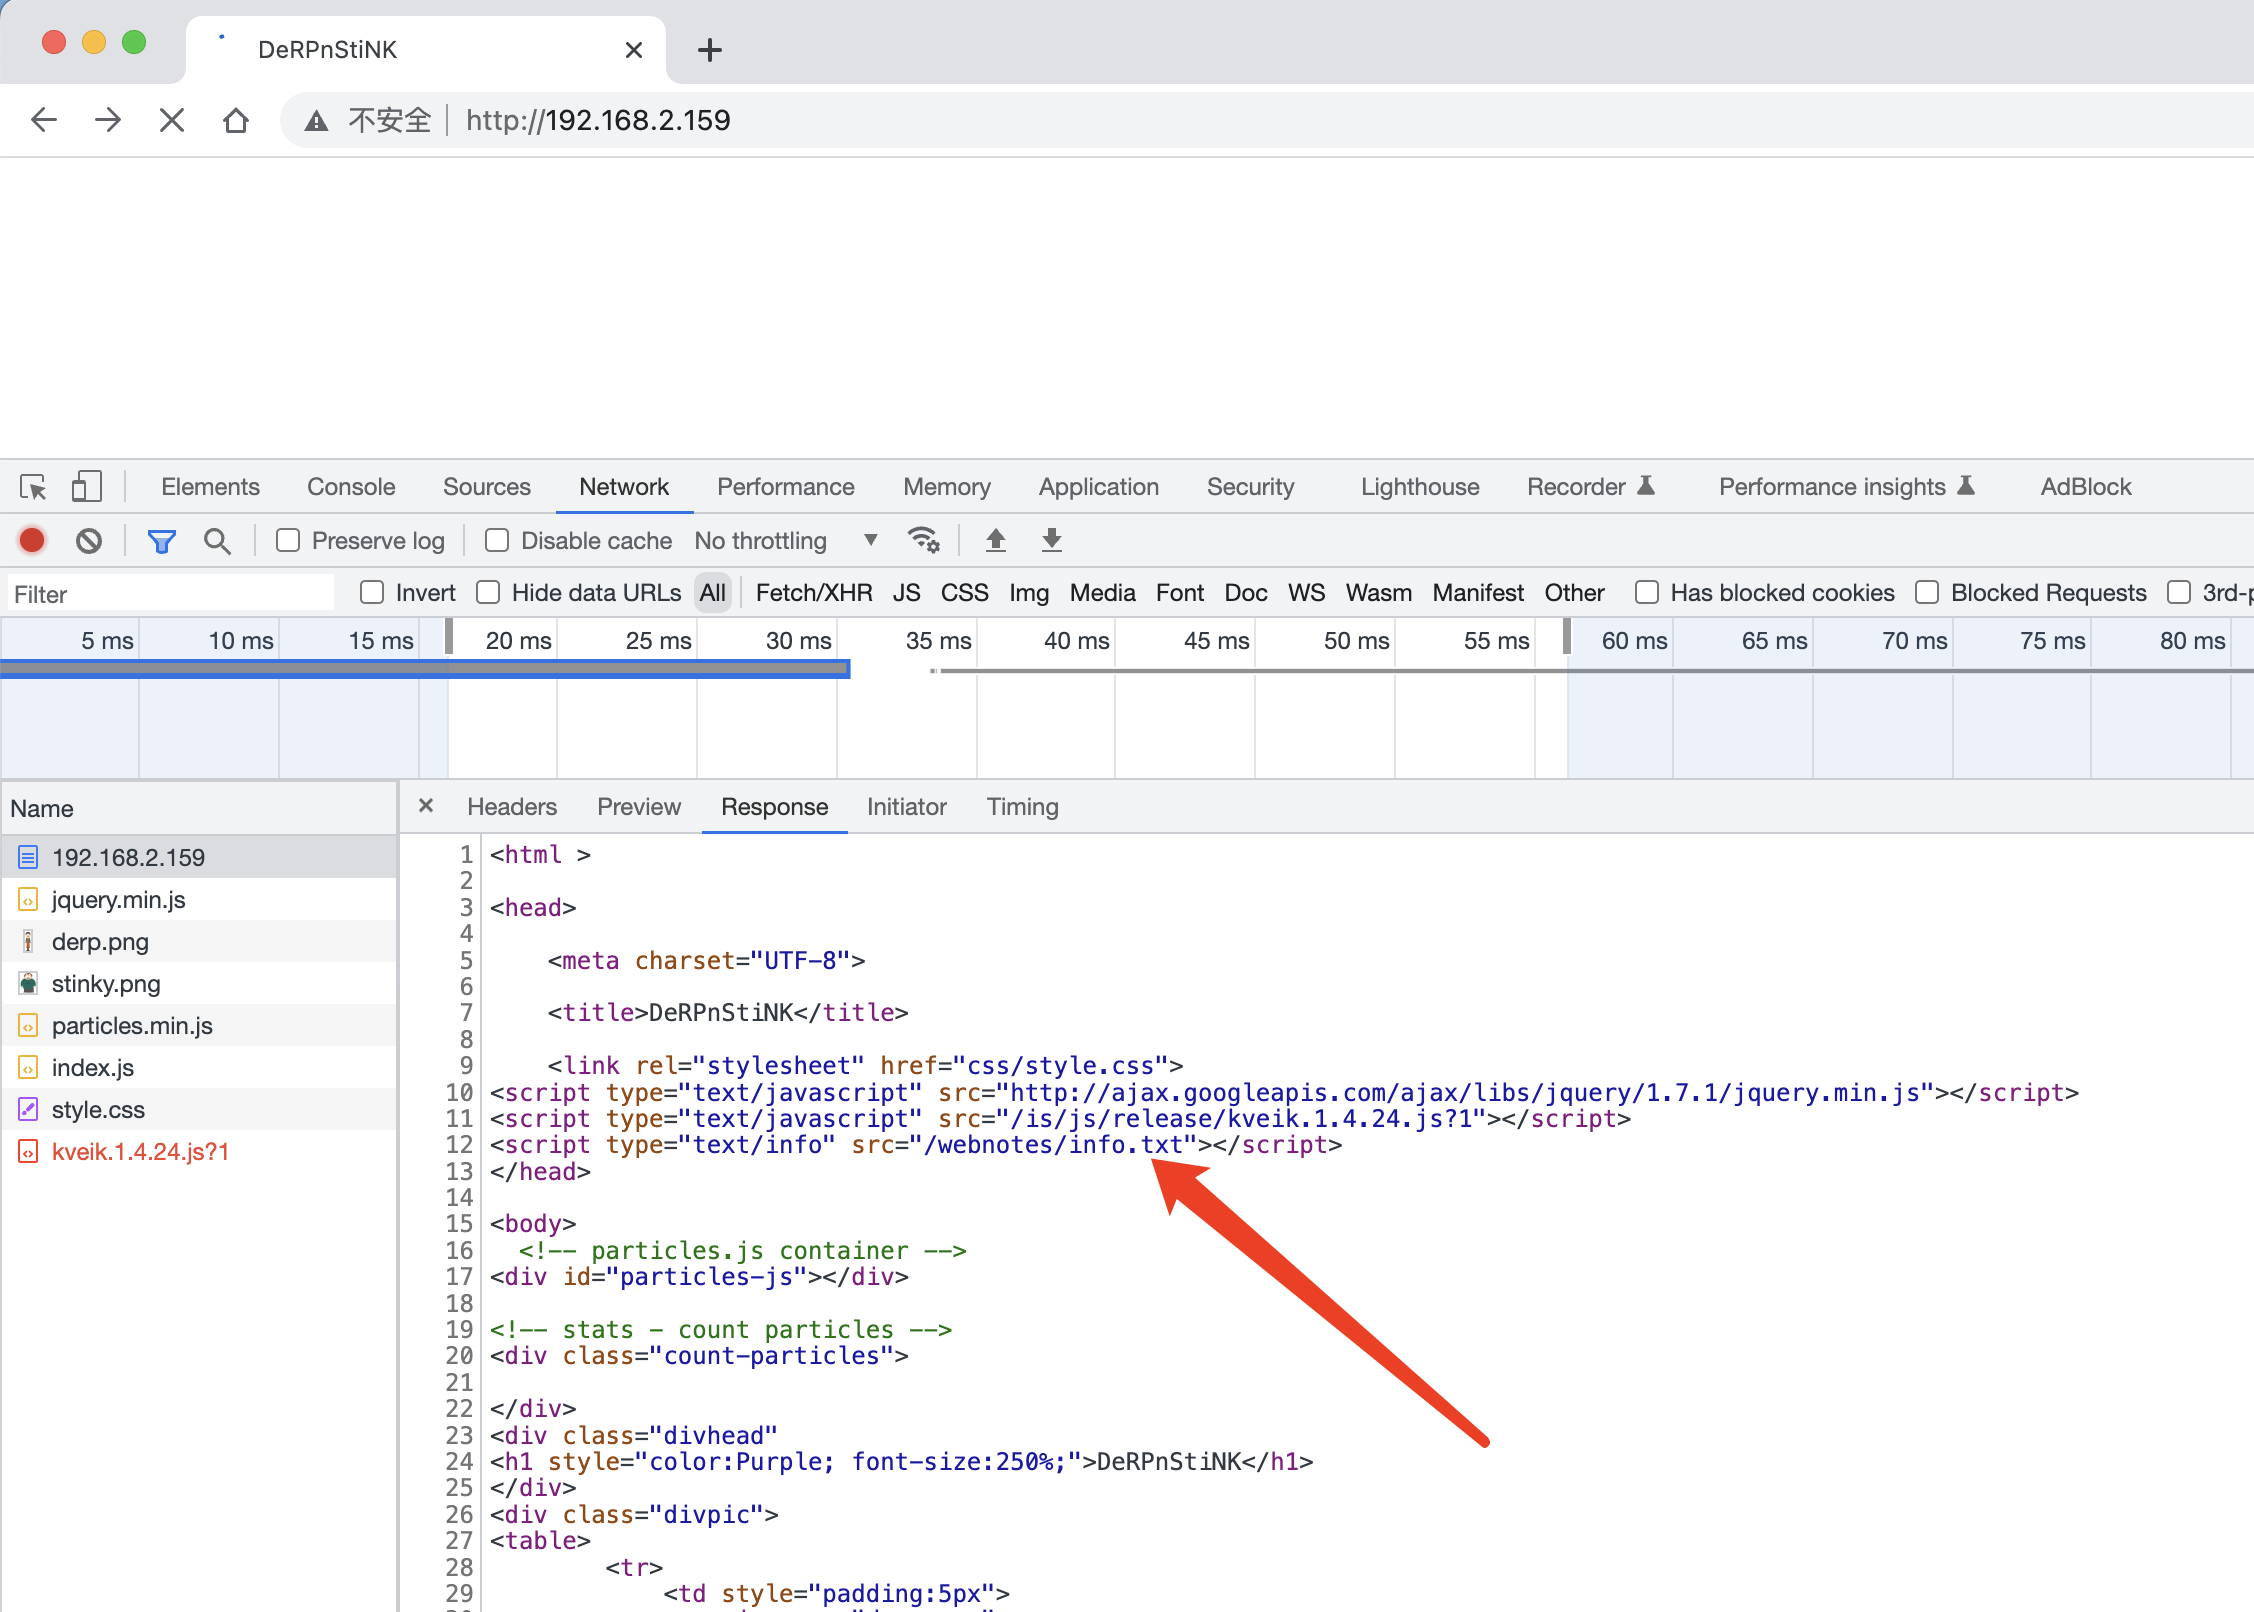 DeRPnStiNK
不安全 http://192.168.2.159
Elements Console Sources Network Performance Memory Application Security Lighthouse Recorder Performance insights AdBlock
Preserve log Disable cache No throttling
Filter Invert Hide data URLs All Fetch/XHR JS CSS Img Media Font Doc WS Wasm Manifest Other Has blocked cookies Blocked Requests 3rd-p
5 ms 10 ms 15 ms 20 ms 25 ms 30 ms 35 ms 40 ms 45 ms 50 ms 55 ms 60 ms 65 ms 70 ms 75 ms 80 ms
Name
192.168.2.159
jquery.min.js
derp.png
stinky.png
particles.min.js
index.js
style.css
kveik.1.4.24.js?1
Headers Preview Response Initiator Timing
1 <html >
2
3 <head>
4
5 <meta charset="UTF-8">
6
7 <title>DeRPnStiNK</title>
8
9 <link rel="stylesheet" href="css/style.css">
10 <script type="text/javascript" src="http://ajax.googleapis.com/ajax/libs/jquery/1.7.1/jquery.min.js"></script>
11 <script type="text/javascript" src="/is/js/release/kveik.1.4.24.js?1"></script>
12 <script type="text/info" src="/webnotes/info.txt"></script>
13 </head>
14
15 <body>
16 <!-- particles.js container -->
17 <div id="particles-js"></div>
18
19 <!-- stats - count particles -->
20 <div class="count-particles">
21
22 </div>
23 <div class="divhead"
24 <h1 style="color:Purple; font-size:250%;">DeRPnStiNK</h1>
25 </div>
26 <div class="divpic">
27 <table>
28 <tr>
29 <td style="padding:5px">